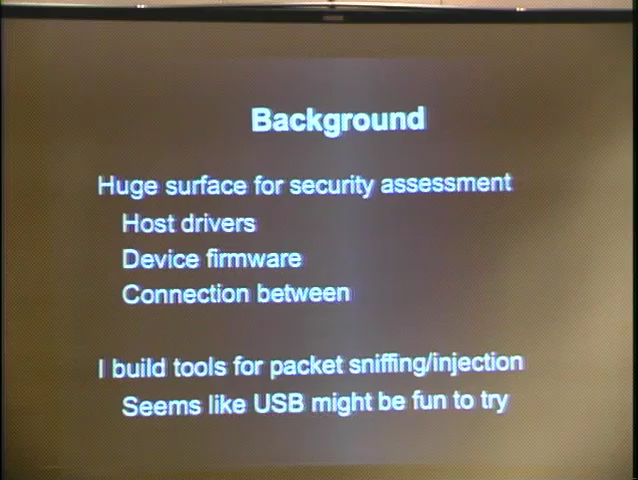 Background
Huge surface for security assessment
Host drivers
Device firmware
Connection between
I build tools for packet sniffing/injection
Seems like USB might be fun to try